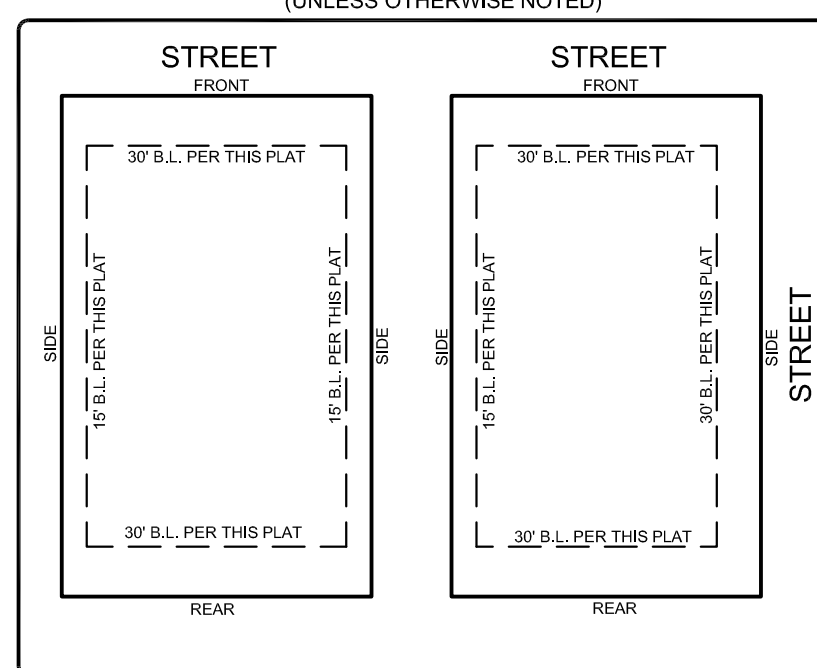 (UNLESS OTHERWISE NOTED)
STREET
FRONT
30' B.L. PER THIS PLAT
SIDE
15' B.L. PER THIS PLAT
15' B.L. PER THIS PLAT
SIDE
30' B.L. PER THIS PLAT
REAR
STREET
FRONT
30' B.L. PER THIS PLAT
SIDE
15' B.L. PER THIS PLAT
30' B.L. PER THIS PLAT
SIDE
STREET
30' B.L. PER THIS PLAT
REAR